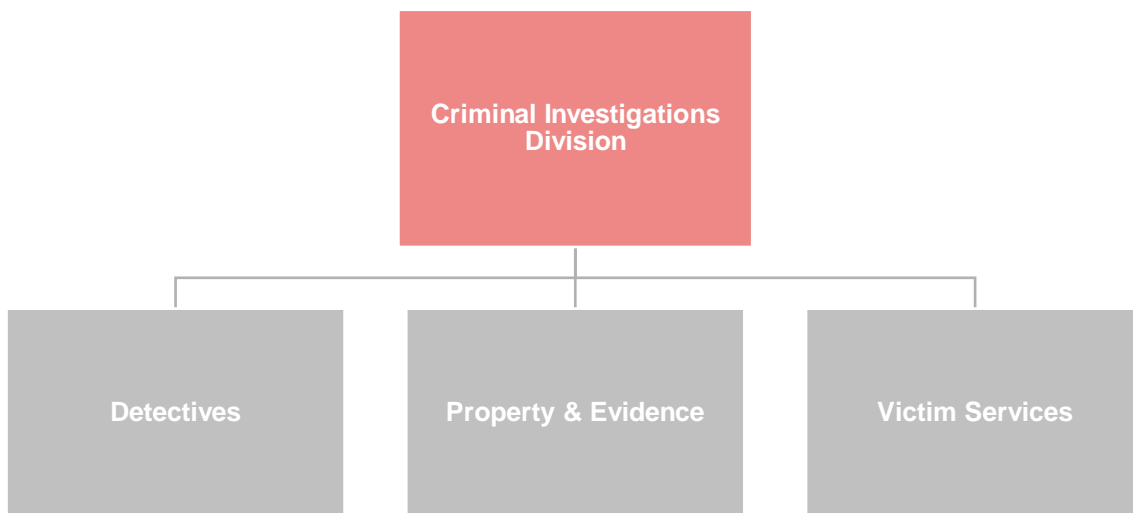 Criminal Investigations
Division
Detectives
Property & Evidence
Victim Services